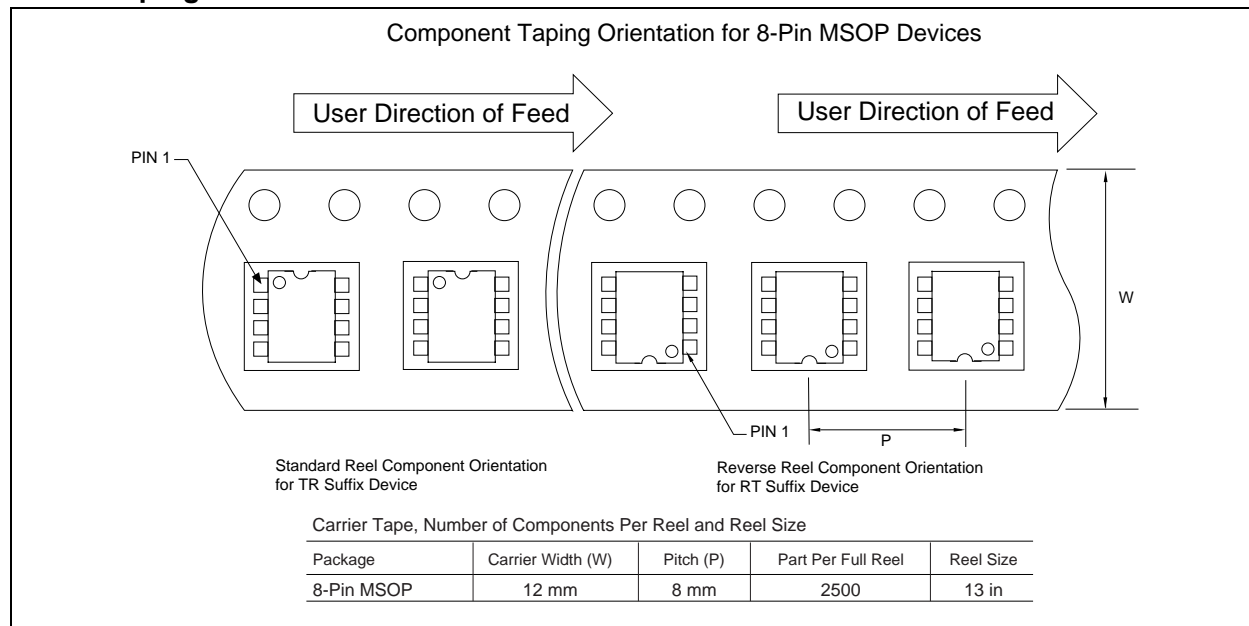 Component Taping Orientation for 8-Pin MSOP Devices
User Direction of Feed
User Direction of Feed
PIN 1
W
PIN 1
P
Standard Reel Component Orientation
for TR Suffix Device
Reverse Reel Component Orientation
for RT Suffix Device
Carrier Tape, Number of Components Per Reel and Reel Size
Package Carrier Width (W) Pitch (P) Part Per Full Reel Reel Size
8-Pin MSOP 12 mm 8 mm 2500 13 in